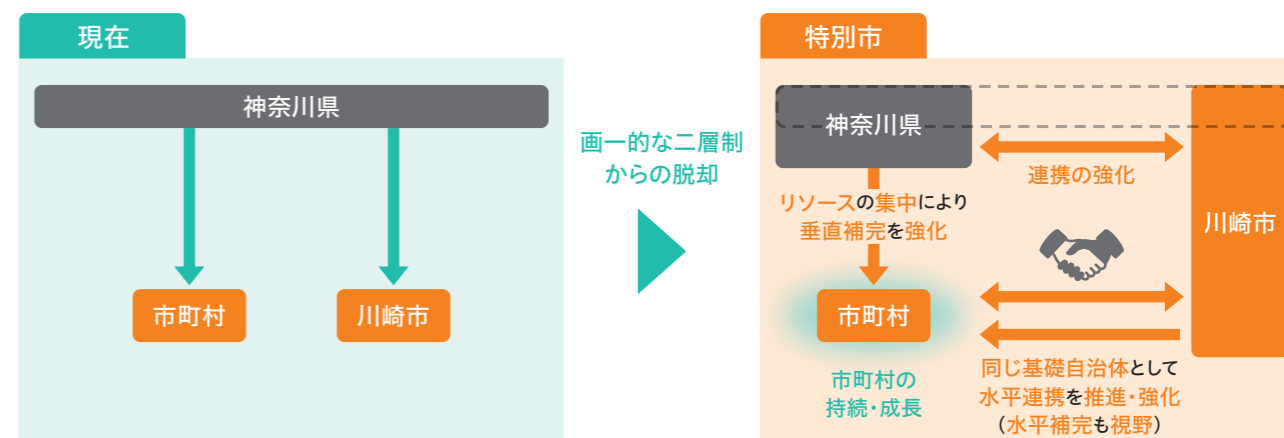 現在
神奈川県
市町村
川崎市
画一的な二層制
からの脱却
特別市
神奈川県
連携の強化
リソースの集中により
垂直補完を強化
川崎市
市町村
市町村の
持続・成長
同じ基礎自治体として
水平連携を推進・強化
（水平補完も視野）